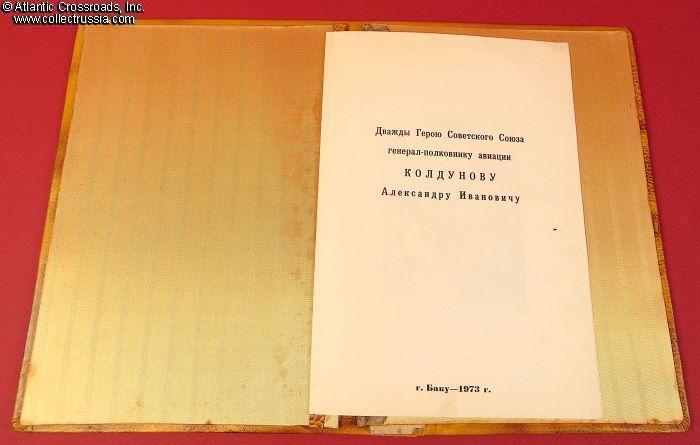 © Atlantic Crossroads, Inc.
www.collectrussia.com
Дважды Герою Советского Союза
генерал-полковнику авиации
КОЛДУНОВУ
Александру Ивановичу
г. Баку—1973 г.